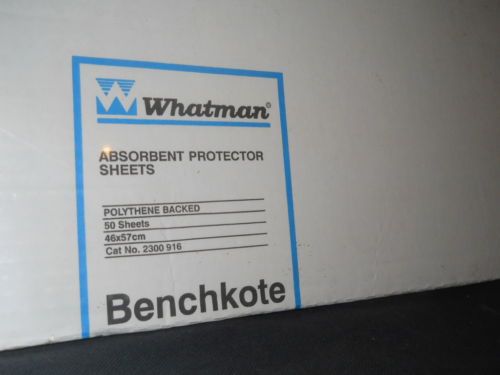 Whatman®
ABSORBENT PROTECTOR
SHEETS
POLYTHENE BACKED
50 Sheets
46x57cm
Cat No. 2300 916
Benchkote